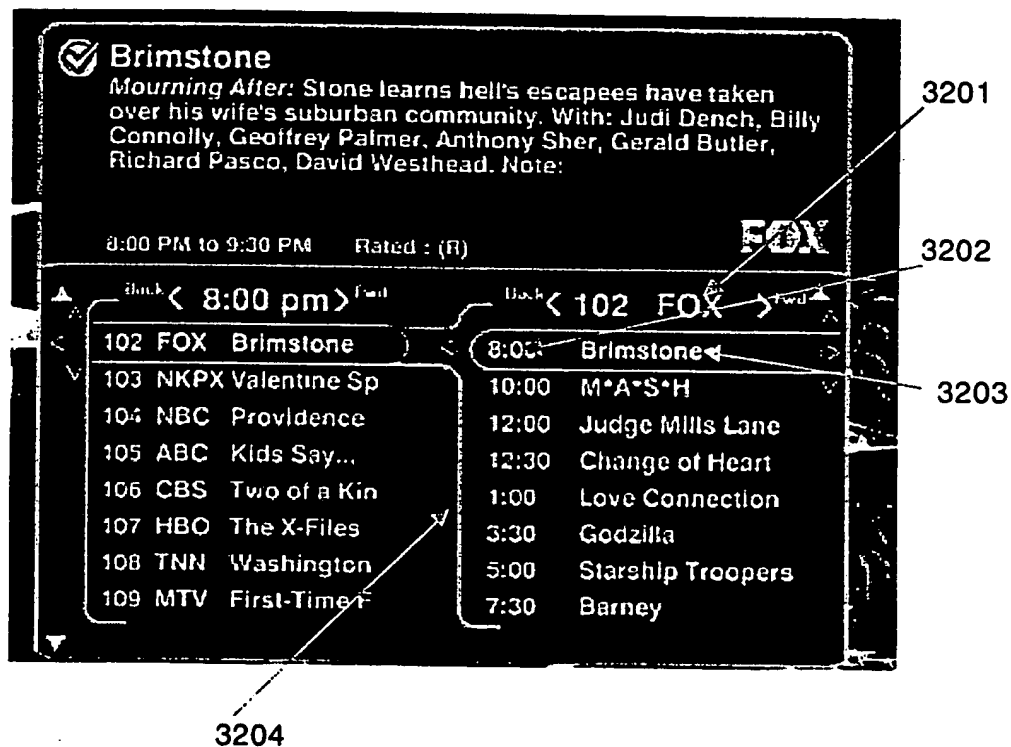 Brimstone
Mourning After: Stone learns hell's escapees have taken
over his wife's suburban community. With: Judi Dench, Billy
Connolly, Geoffrey Palmer, Anthony Sher, Gerald Butler,
Richard Pasco, David Westhead. Note:
8:00 PM to 9:30 PM Rated : (R)
FOX
Back < 8:00 pm > Fwd
102 FOX Brimstone
103 NKPX Valentine Sp
104 NBC Providence
105 ABC Kids Say...
106 CBS Two of a Kin
107 HBO The X-Files
108 TNN Washington
109 MTV First-Time F
Back < 102 FOX > Fwd
8:00 Brimstone
10:00 M*A*S*H
12:00 Judge Mills Lane
12:30 Change of Heart
1:00 Love Connection
3:30 Godzilla
5:00 Starship Troopers
7:30 Barney
3201
3202
3203
3204